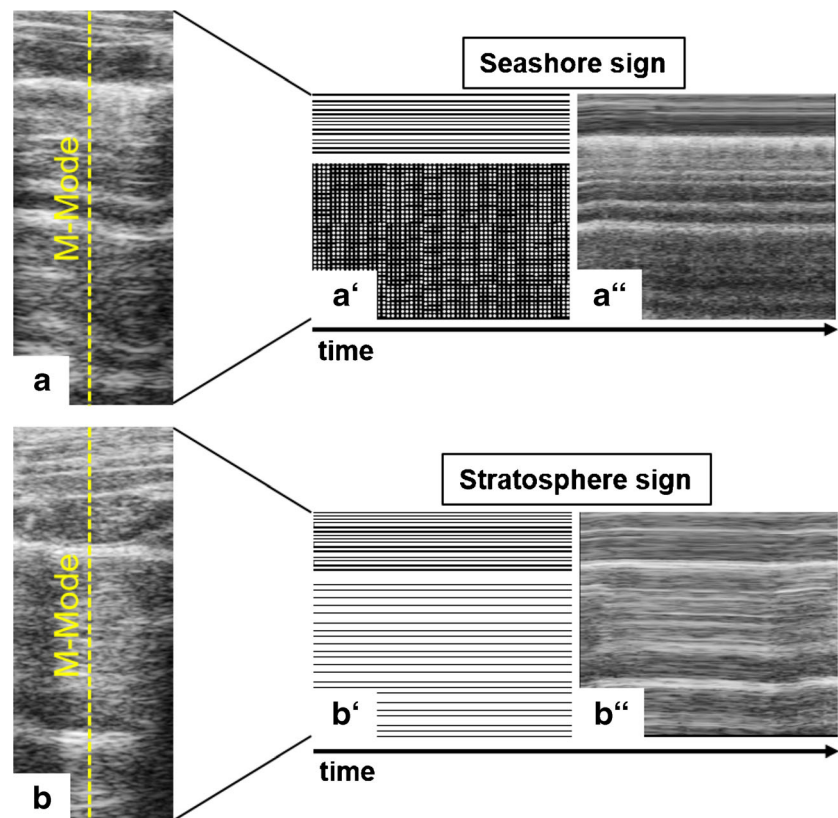 Seashore sign
M-Mode
a
a‘
a“
time
Stratosphere sign
M-Mode
b
b‘
b“
time